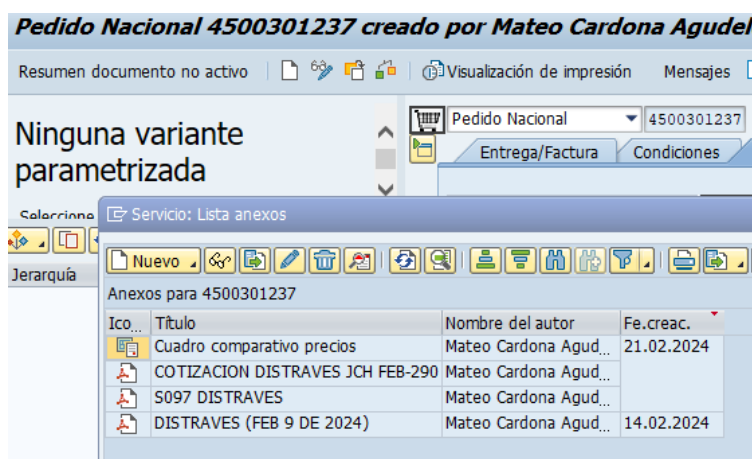 Pedido Nacional 4500301237 creado por Mateo Cardona Agudel
Resumen documento no activo Visualización de impresión Mensajes
Ninguna variante
parametrizada
Pedido Nacional 4500301237
Entrega/Factura Condiciones
Seleccione
Servicio: Lista anexos
Nuevo
Jerarquía
Anexos para 4500301237
Ico... Título Nombre del autor Fe.creac.
Cuadro comparativo precios Mateo Cardona Agud... 21.02.2024
COTIZACION DISTRAVES JCH FEB-290 Mateo Cardona Agud...
S097 DISTRAVES Mateo Cardona Agud...
DISTRAVES (FEB 9 DE 2024) Mateo Cardona Agud... 14.02.2024